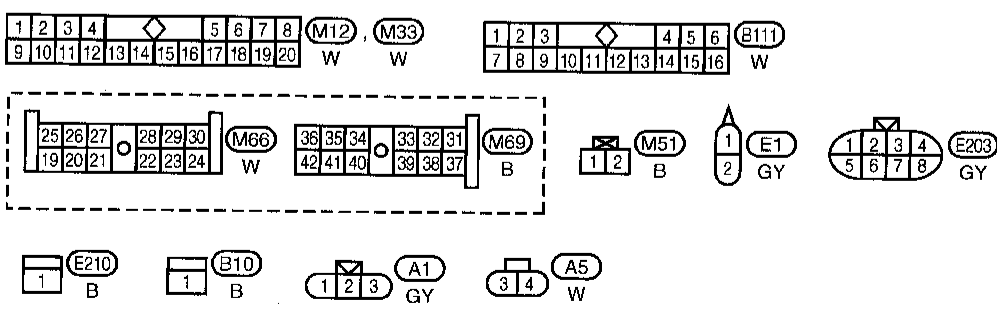 1 2 3 4 5 6 7 8 M12 , M33
9 10 11 12 13 14 15 16 17 18 19 20 W W
1 2 3 4 5 6 B111
7 8 9 10 11 12 13 14 15 16 W
25 26 27 28 29 30 M66
19 20 21 22 23 24 W
36 35 34 33 32 31 M69
42 41 40 39 38 37 B
1 2 M51
B
1 E1
2 GY
1 2 3 4 E203
5 6 7 8 GY
E210
1 B
B10
1 B
1 2 3 A1
GY
3 4 A5
W